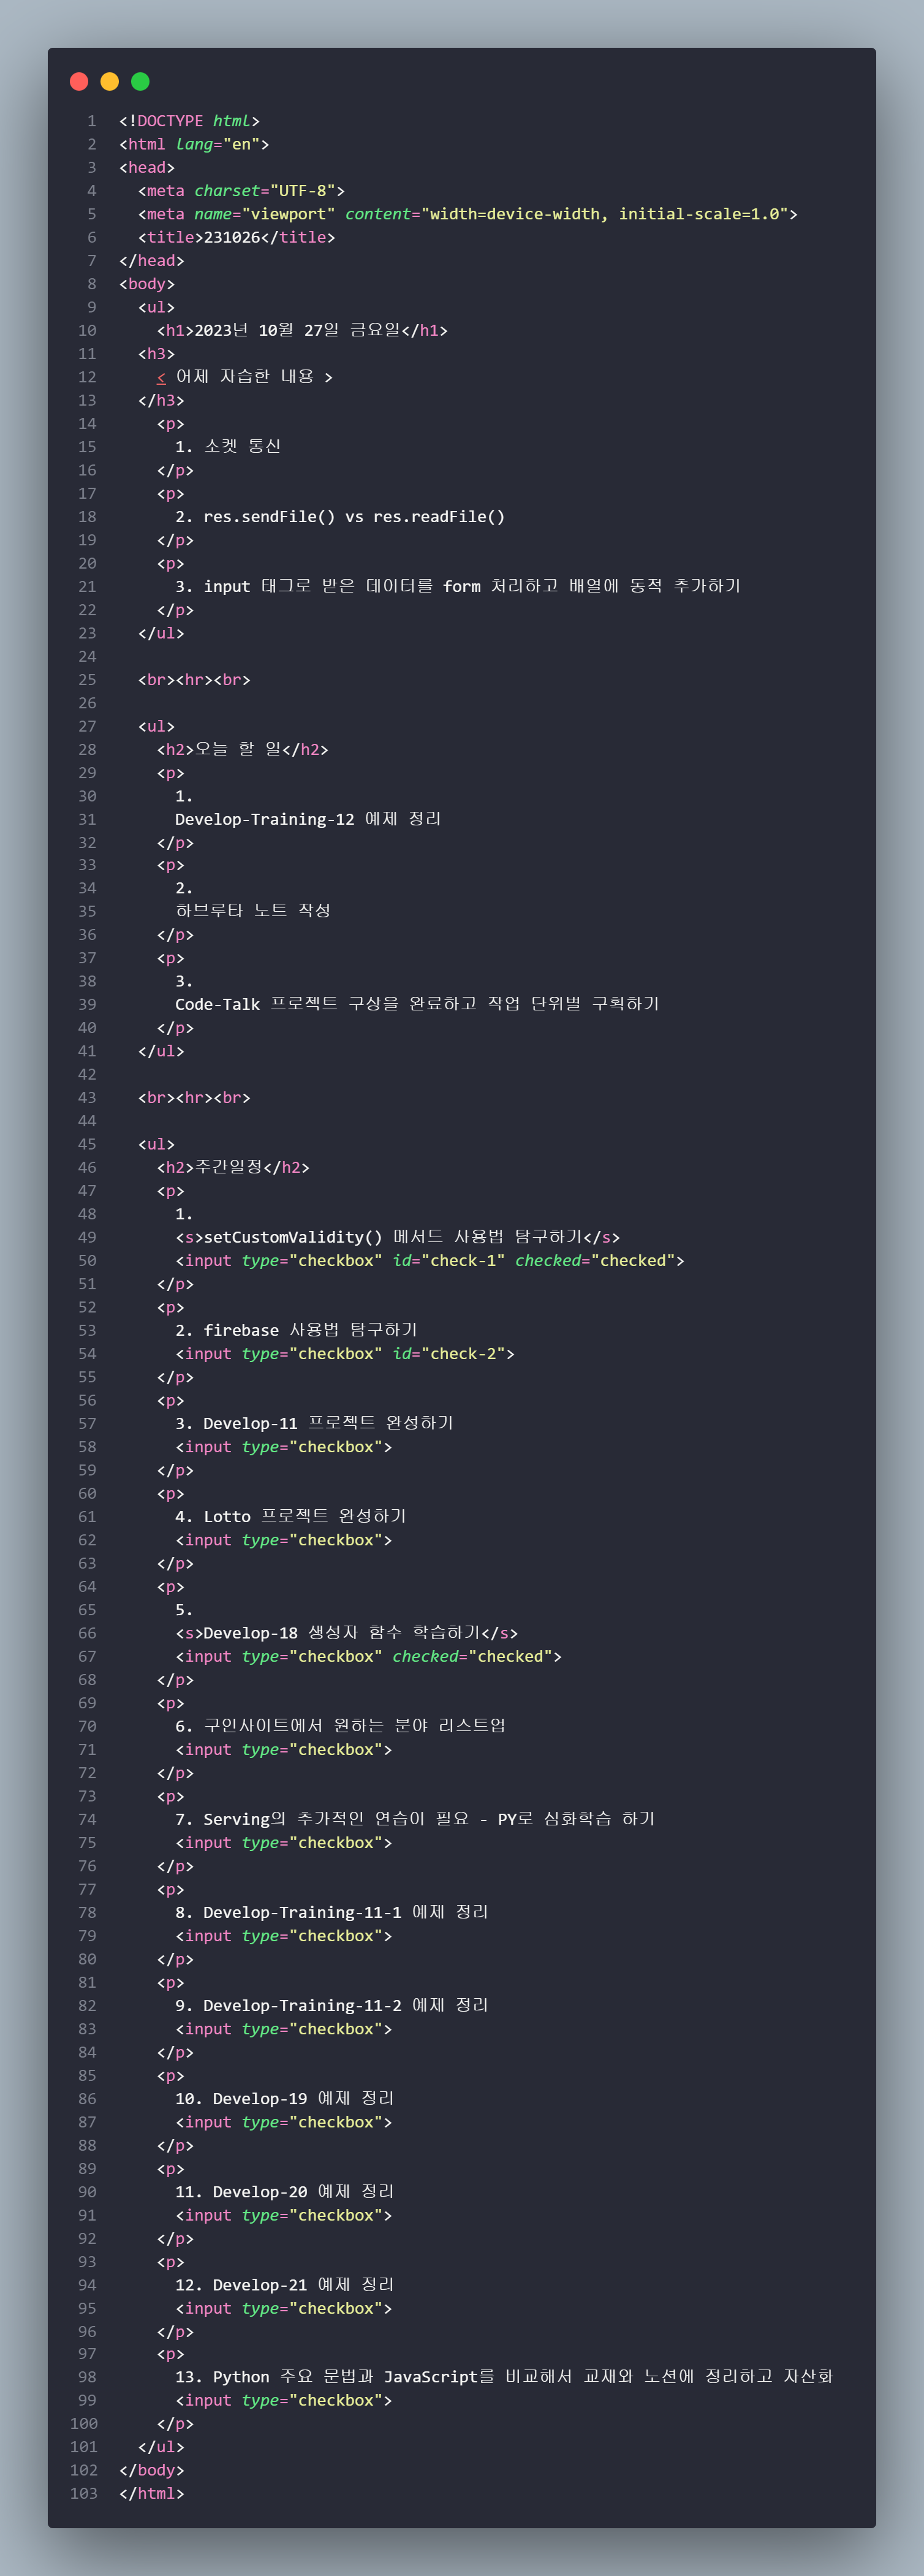 1 <!DOCTYPE html>
2 <html lang="en">
3 <head>
4   <meta charset="UTF-8">
5   <meta name="viewport" content="width=device-width, initial-scale=1.0">
6   <title>231026</title>
7 </head>
8 <body>
9   <ul>
10     <h1>2023년 10월 27일 금요일</h1>
11   <h3>
12     < 어제 자습한 내용 >
13   </h3>
14     <p>
15       1. 소켓 통신
16     </p>
17     <p>
18       2. res.sendFile() vs res.readFile()
19     </p>
20     <p>
21       3. input 태그로 받은 데이터를 form 처리하고 배열에 동적 추가하기
22     </p>
23   </ul>
24
25   <br><hr><br>
26
27   <ul>
28     <h2>오늘 할 일</h2>
29     <p>
30       1.
31       Develop-Training-12 예제 정리
32     </p>
33     <p>
34       2.
35       하브루타 노트 작성
36     </p>
37     <p>
38       3.
39       Code-Talk 프로젝트 구상을 완료하고 작업 단위별 구획하기
40     </p>
41   </ul>
42
43   <br><hr><br>
44
45   <ul>
46     <h2>주간일정</h2>
47     <p>
48       1.
49       <s>setCustomValidity() 메서드 사용법 탐구하기</s>
50       <input type="checkbox" id="check-1" checked="checked">
51     </p>
52     <p>
53       2. firebase 사용법 탐구하기
54       <input type="checkbox" id="check-2">
55     </p>
56     <p>
57       3. Develop-11 프로젝트 완성하기
58       <input type="checkbox">
59     </p>
60     <p>
61       4. Lotto 프로젝트 완성하기
62       <input type="checkbox">
63     </p>
64     <p>
65       5.
66       <s>Develop-18 생성자 함수 학습하기</s>
67       <input type="checkbox" checked="checked">
68     </p>
69     <p>
70       6. 구인사이트에서 원하는 분야 리스트업
71       <input type="checkbox">
72     </p>
73     <p>
74       7. Serving의 추가적인 연습이 필요 - PY로 심화학습 하기
75       <input type="checkbox">
76     </p>
77     <p>
78       8. Develop-Training-11-1 예제 정리
79       <input type="checkbox">
80     </p>
81     <p>
82       9. Develop-Training-11-2 예제 정리
83       <input type="checkbox">
84     </p>
85     <p>
86       10. Develop-19 예제 정리
87       <input type="checkbox">
88     </p>
89     <p>
90       11. Develop-20 예제 정리
91       <input type="checkbox">
92     </p>
93     <p>
94       12. Develop-21 예제 정리
95       <input type="checkbox">
96     </p>
97     <p>
98       13. Python 주요 문법과 JavaScript를 비교해서 교재와 노션에 정리하고 자산화
99       <input type="checkbox">
100     </p>
101   </ul>
102 </body>
103 </html>